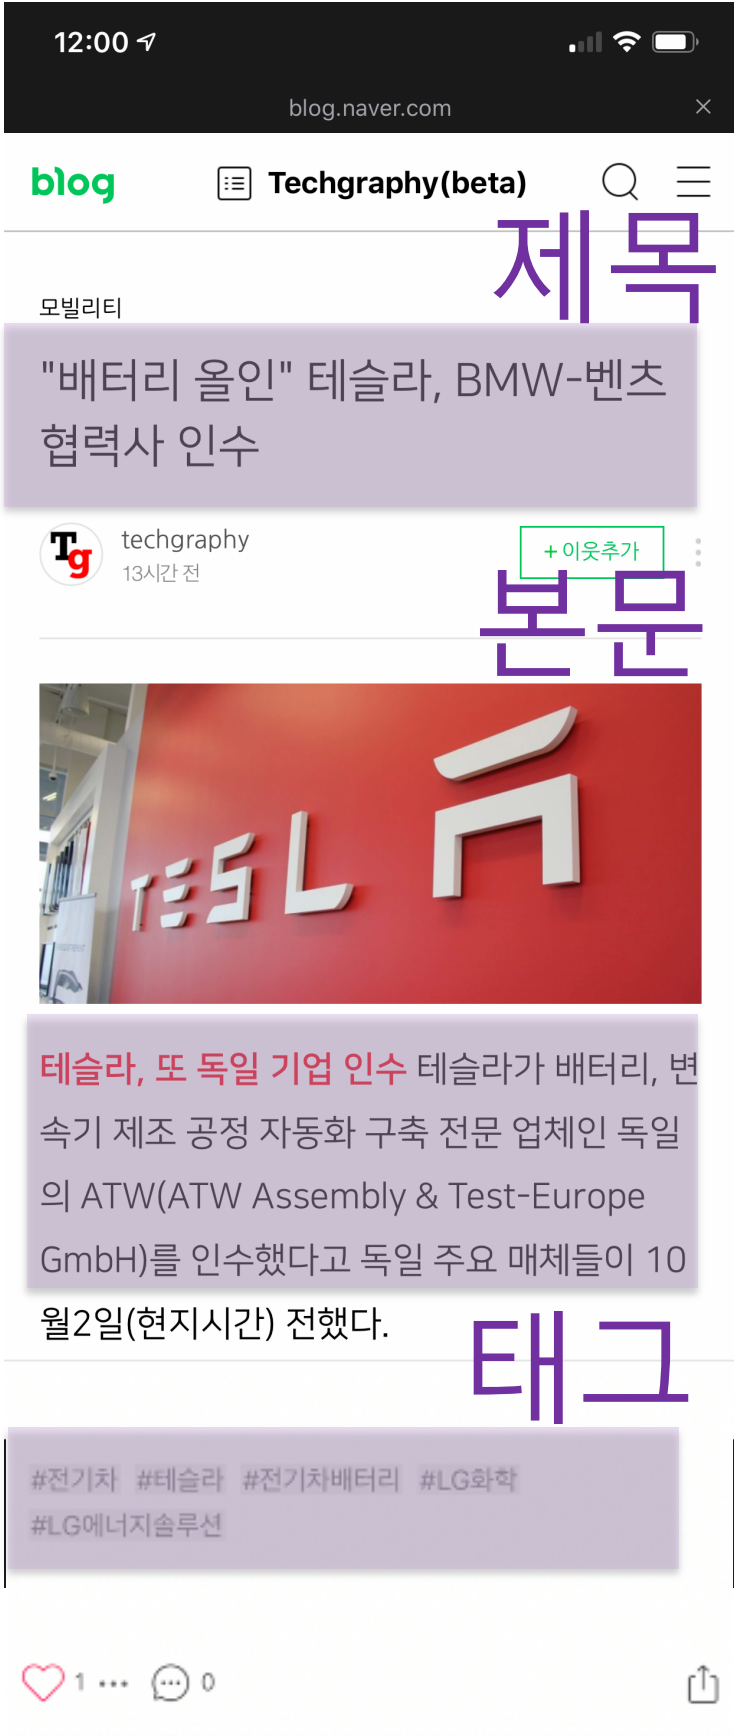 12:00
blog.naver.com
blog
Techgraphy(beta)
제목
모빌리티
"배터리 올인" 테슬라, BMW-벤츠
협력사 인수
Tg
techgraphy
13시간 전
+이웃추가
본문
TESLA
테슬라, 또 독일 기업 인수 테슬라가 배터리, 변
속기 제조 공정 자동화 구축 전문 업체인 독일
의 ATW(ATW Assembly & Test-Europe
GmbH)를 인수했다고 독일 주요 매체들이 10
월2일(현지시간) 전했다.
태그
#전기차 #테슬라 #전기차배터리 #LG화학
#LG에너지솔루션
1
0